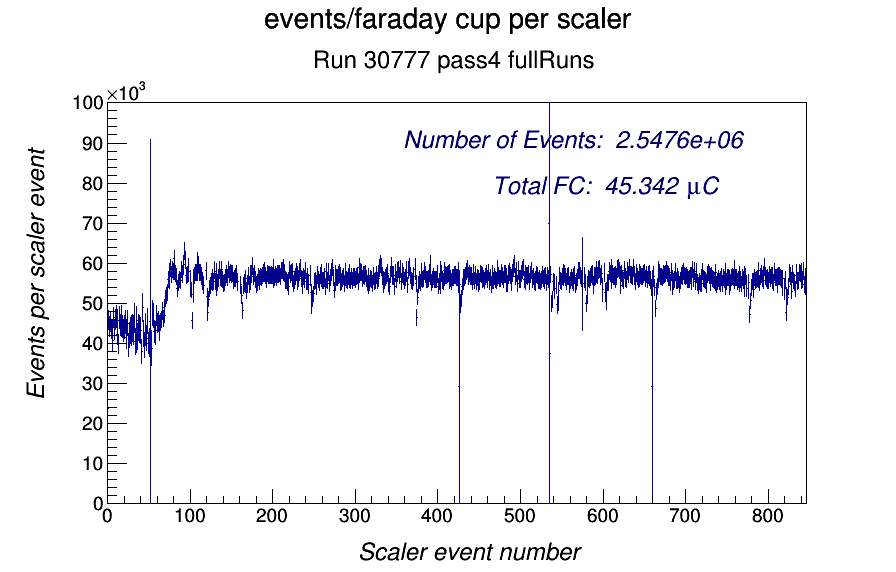 events/faraday cup per scaler
Run 30777 pass4 fullRuns
×10³
100
90
80
70
60
50
40
30
20
10
0
Events per scaler event
Number of Events: 2.5476e+06
Total FC: 45.342 μC
0 100 200 300 400 500 600 700 800
Scaler event number